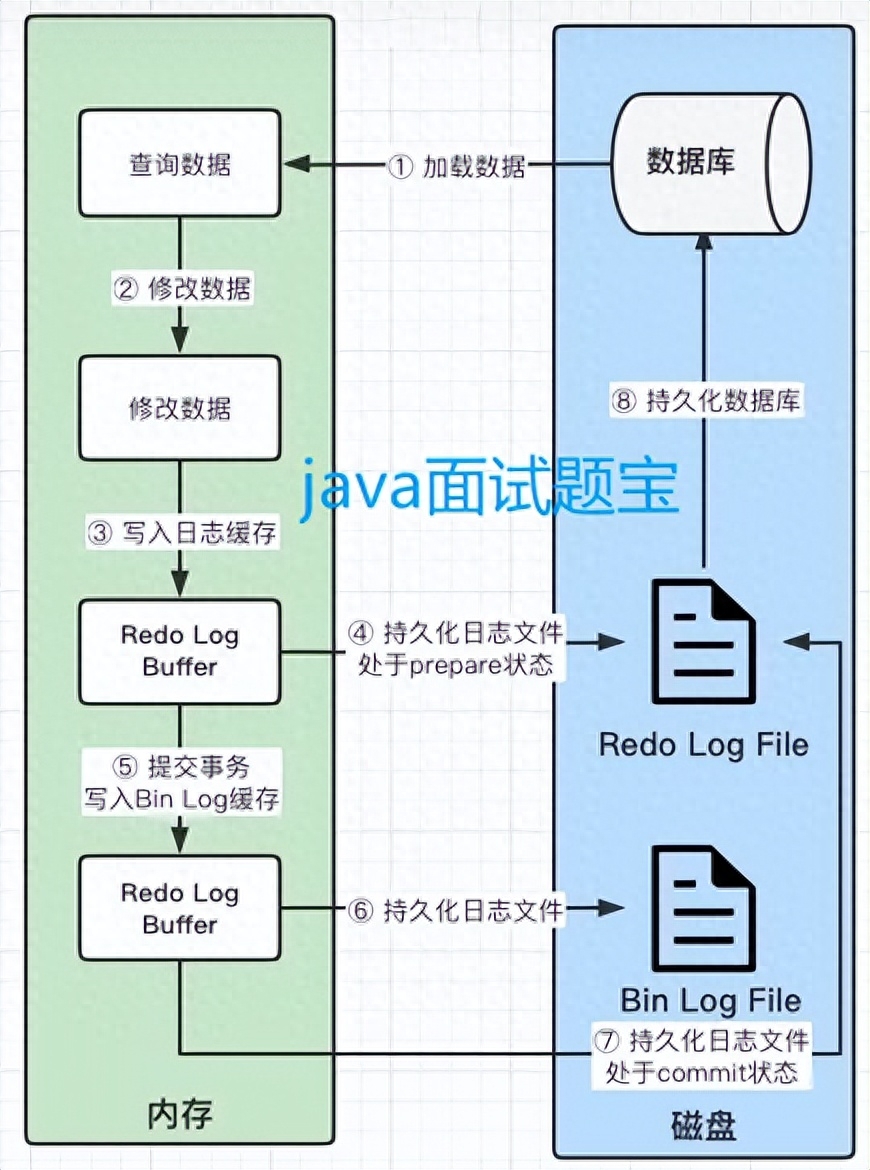 查询数据
① 加载数据
数据库
② 修改数据
修改数据
⑧ 持久化数据库
java面试题宝
③ 写入日志缓存
Redo Log
Buffer
④ 持久化日志文件
处于prepare状态
Redo Log File
⑤ 提交事务
写入Bin Log缓存
Redo Log
Buffer
⑥ 持久化日志文件
Bin Log File
⑦ 持久化日志文件
处于commit状态
内存
磁盘